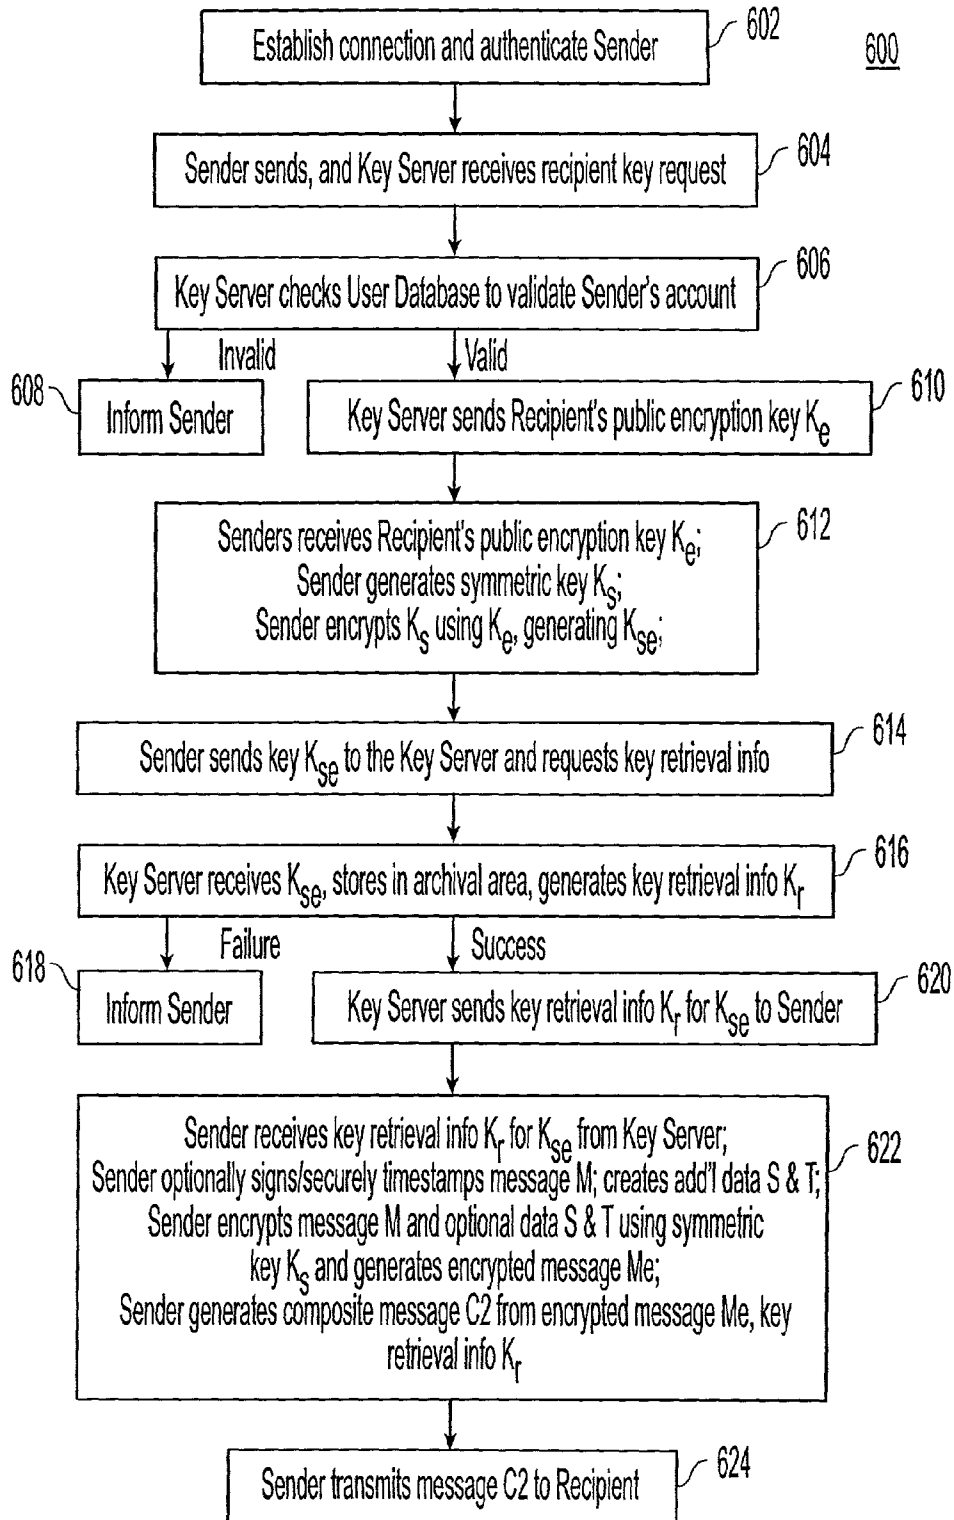 602
Establish connection and authenticate Sender
600
604
Sender sends, and Key Server receives recipient key request
606
Key Server checks User Database to validate Sender's account
Invalid
Valid
608
Inform Sender
610
Key Server sends Recipient's public encryption key Ke
612
Senders receives Recipient's public encryption key Ke;
Sender generates symmetric key Ks;
Sender encrypts Ks using Ke, generating Kse;
614
Sender sends key Kse to the Key Server and requests key retrieval info
616
Key Server receives Kse, stores in archival area, generates key retrieval info Kr
Failure
Success
618
Inform Sender
620
Key Server sends key retrieval info Kr for Kse to Sender
622
Sender receives key retrieval info Kr for Kse from Key Server;
Sender optionally signs/securely timestamps message M; creates add'l data S & T;
Sender encrypts message M and optional data S & T using symmetric
key Ks and generates encrypted message Me;
Sender generates composite message C2 from encrypted message Me, key
retrieval info Kr
624
Sender transmits message C2 to Recipient